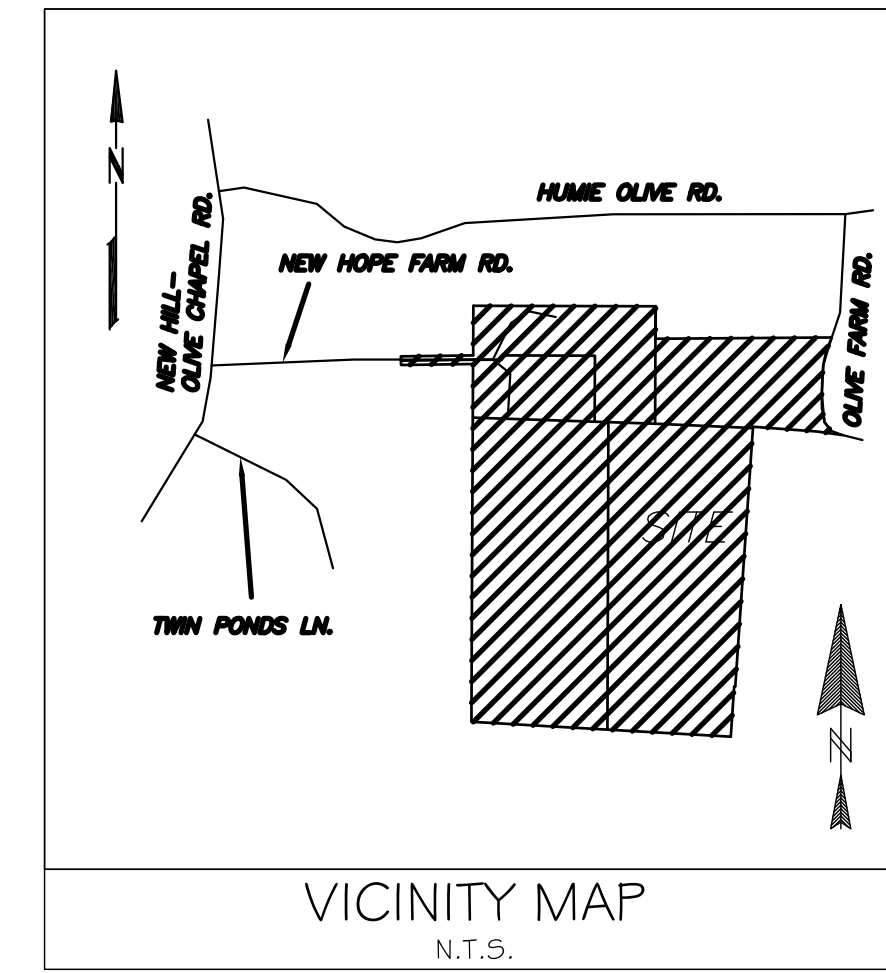 N
HUMIE OLIVE RD.
NEW HILL-
OLIVE CHAPEL RD.
NEW HOPE FARM RD.
OLIVE FARM RD.
SITE
TWIN PONDS LN.
N
VICINITY MAP
N.T.S.